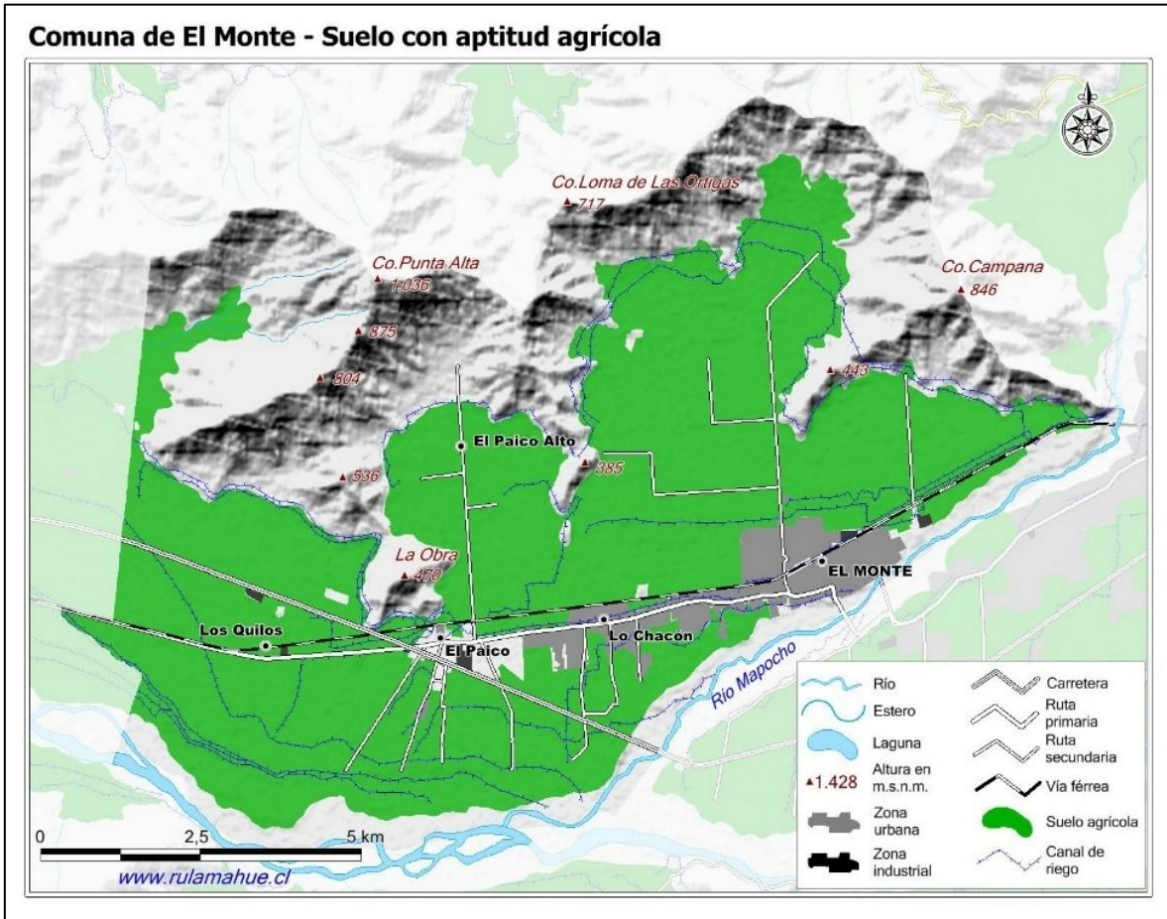 Comuna de El Monte - Suelo con aptitud agrícola
Co.Loma de Las Ortigas
717
Co.Punta Alta
1.036
Co.Campana
846
875
804
443
El Paico Alto
385
536
La Obra
470
EL MONTE
Los Quilos
El Paico
Lo Chacón
Río Mapocho
Río
Estero
Laguna
▲1.428
Altura en
m.s.n.m.
Zona
urbana
Zona
industrial
Carretera
Ruta
primaria
Ruta
secundaria
Vía férrea
Suelo agrícola
Canal de
riego
0 2,5 5 km
www.rulamahue.cl